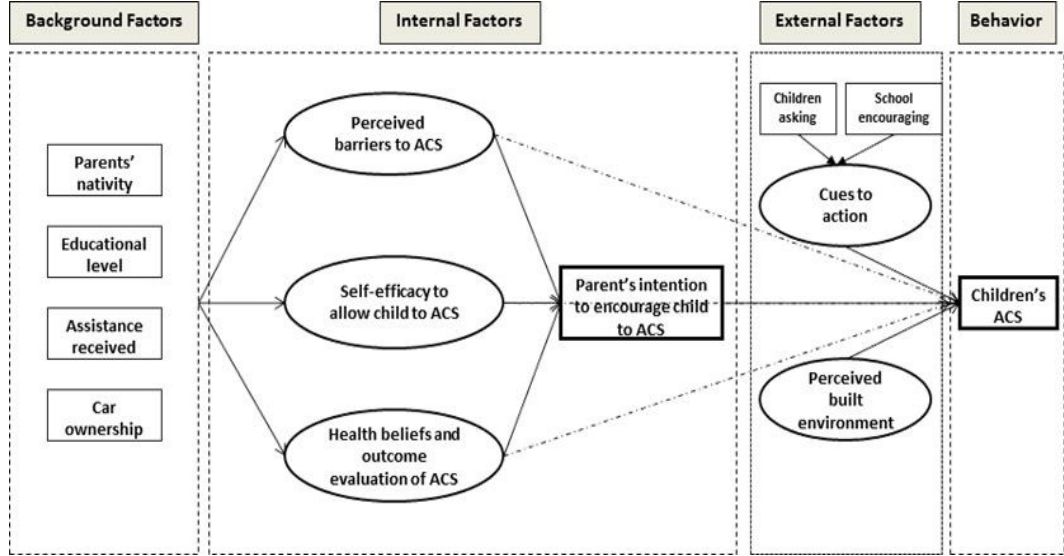 Background Factors
Internal Factors
External Factors
Behavior
Parents'
nativity
Educational
level
Assistance
received
Car
ownership
Perceived
barriers to ACS
Self-efficacy to
allow child to ACS
Health beliefs and
outcome
evaluation of ACS
Parent's intention
to encourage child
to ACS
Children
asking
School
encouraging
Cues to
action
Perceived
built
environment
Children's
ACS